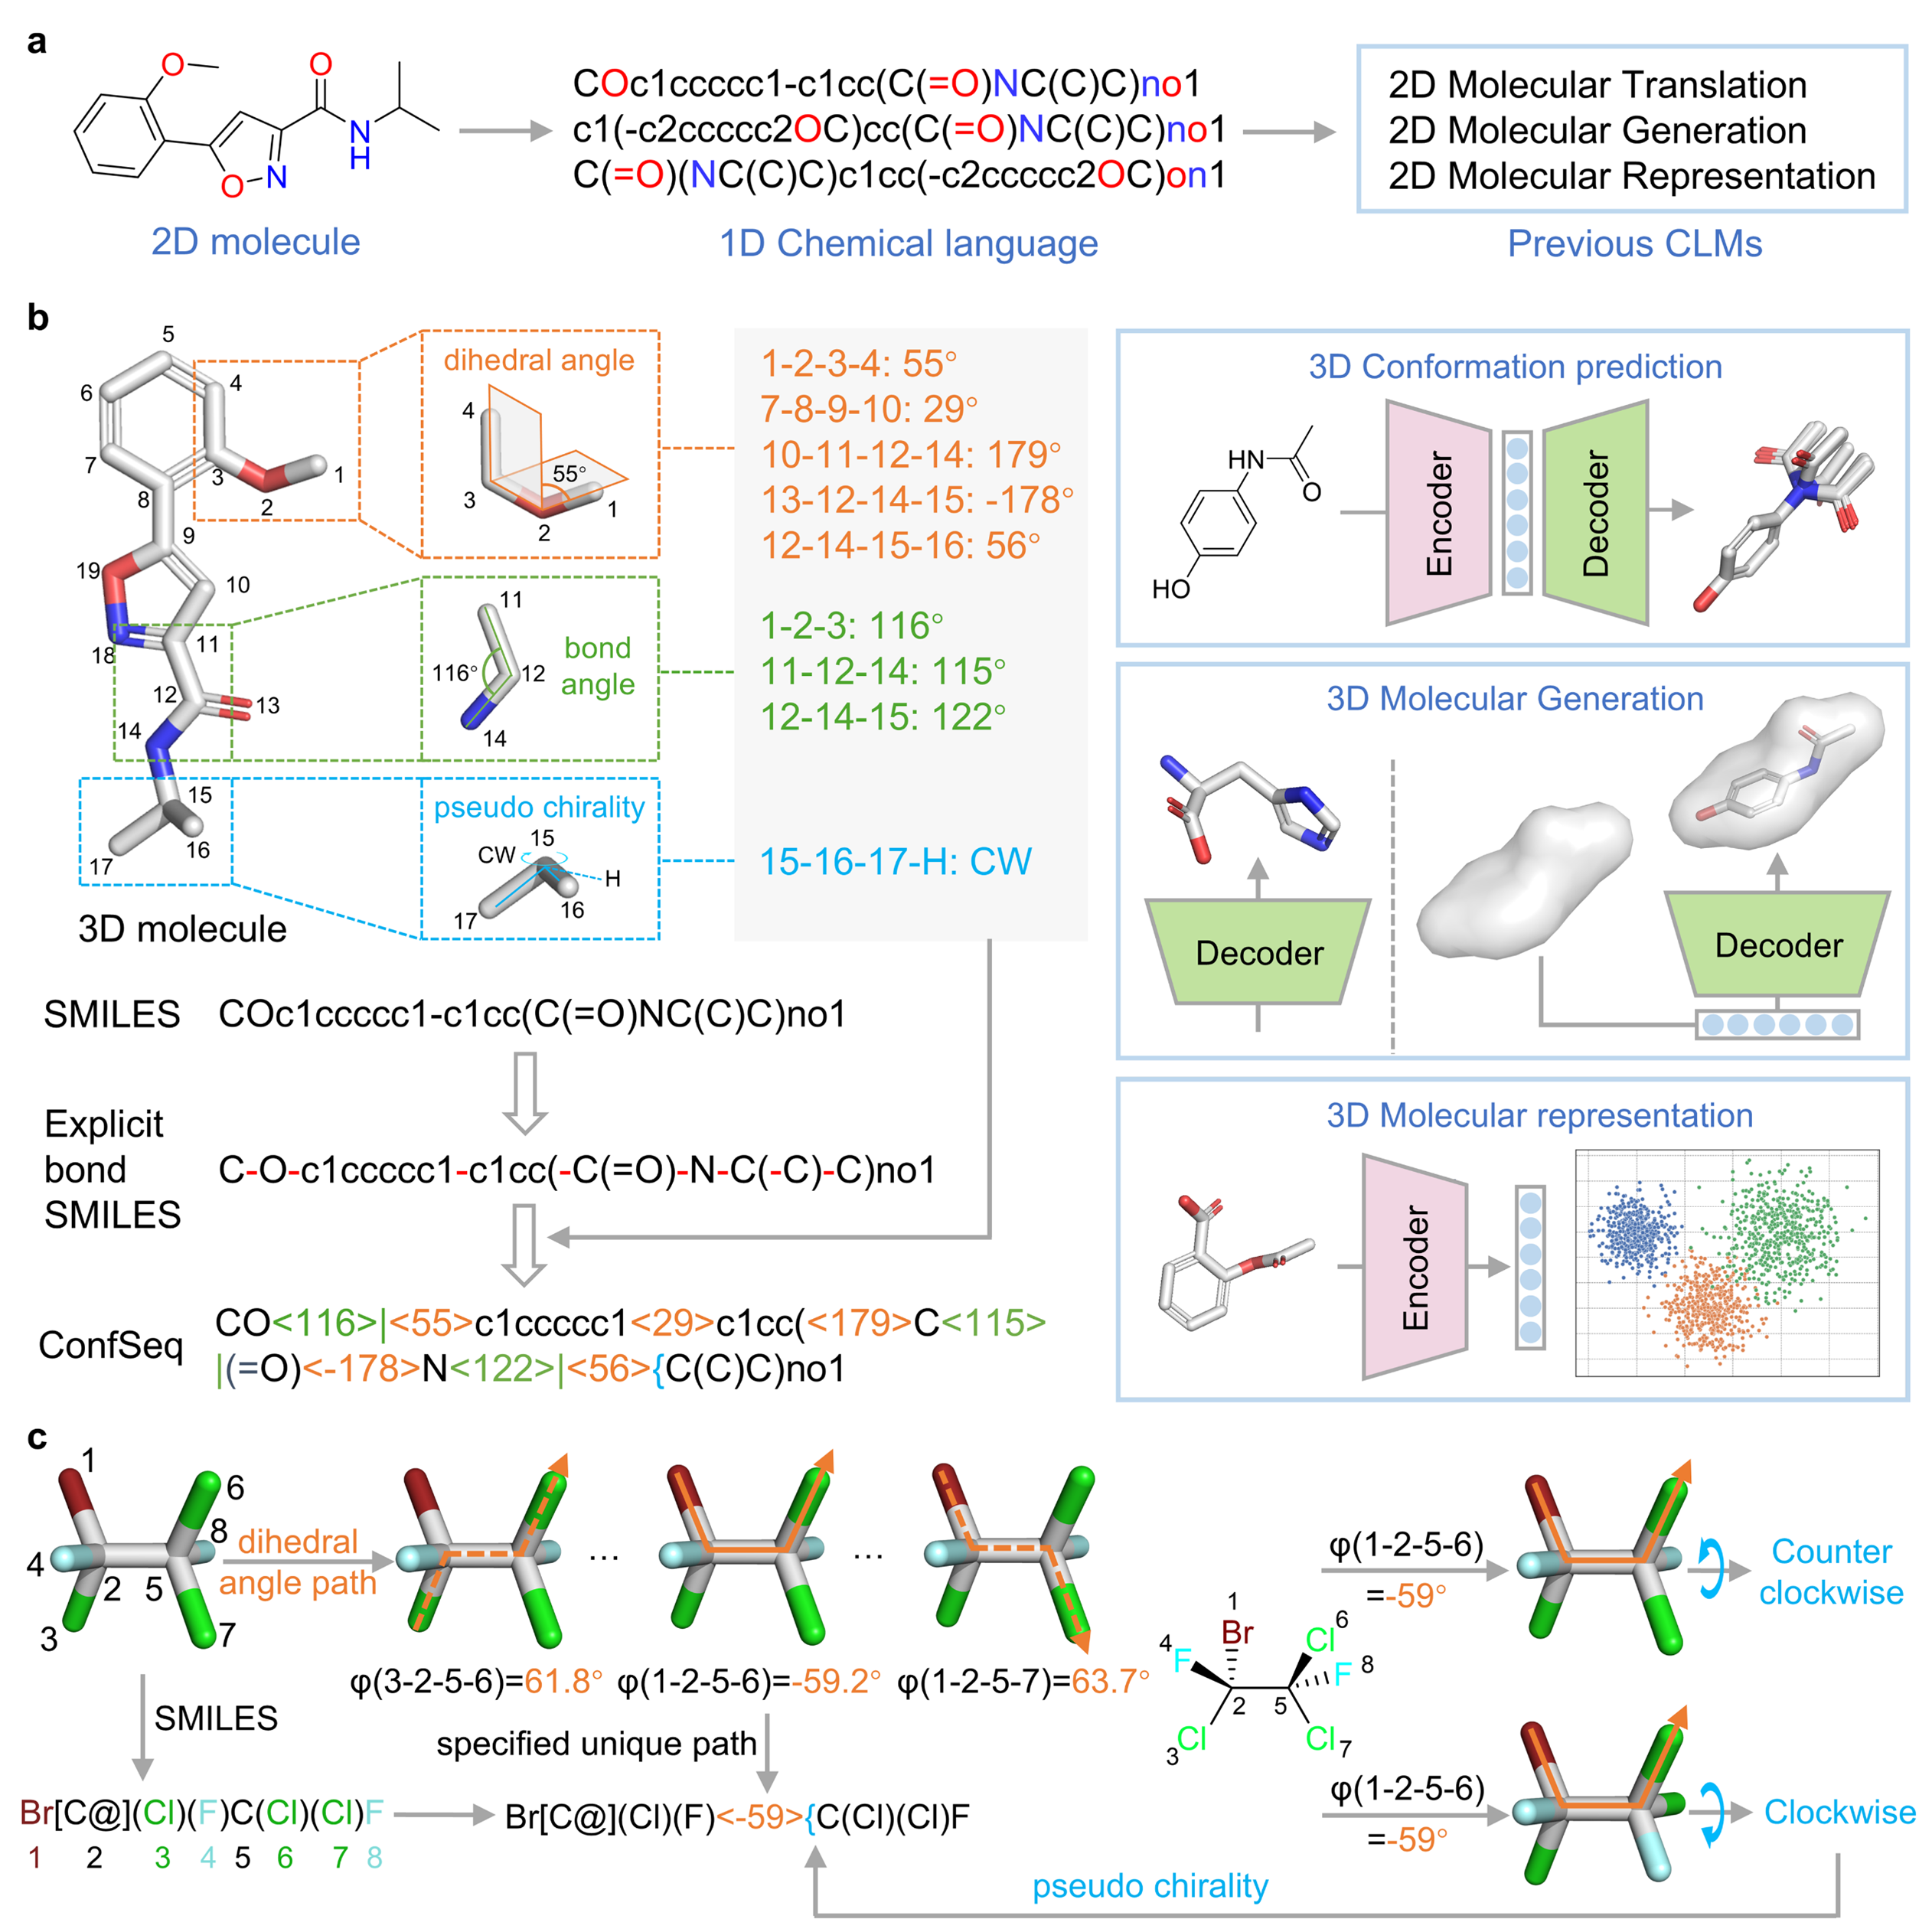 a
O
O
N
H
O
N
2D molecule
COc1ccccc1-c1cc(C(=O)NC(C)C)no1
c1(-c2ccccc2OC)cc(C(=O)NC(C)C)no1
C(=O)(NC(C)C)c1cc(-c2ccccc2OC)on1
1D Chemical language
2D Molecular Translation
2D Molecular Generation
2D Molecular Representation
Previous CLMs
b
5
6
4
7
3
1
8
2
9
19
10
18
11
12
13
14
15
16
17
3D molecule
dihedral angle
4
55°
3
1
2
11
116°
12
14
bond
angle
pseudo chirality
15
CW
H
17
16
1-2-3-4: 55°
7-8-9-10: 29°
10-11-12-14: 179°
13-12-14-15: -178°
12-14-15-16: 56°
1-2-3: 116°
11-12-14: 115°
12-14-15: 122°
15-16-17-H: CW
SMILES
COc1ccccc1-c1cc(C(=O)NC(C)C)no1
Explicit
bond
SMILES
C-O-c1ccccc1-c1cc(-C(=O)-N-C(-C)-C)no1
ConfSeq
CO<116>|<55>c1ccccc1<29>c1cc(<179>C<115>
|(=O)<-178>N<122>|<56>{C(C)C)no1
3D Conformation prediction
HN
O
HO
Encoder
Decoder
3D Molecular Generation
Decoder
Decoder
3D Molecular representation
Encoder
c
1
6
8
4
2
5
3
7
dihedral
angle path
...
...
φ(3-2-5-6)=61.8°
φ(1-2-5-6)=-59.2°
φ(1-2-5-7)=63.7°
SMILES
specified unique path
Br[C@](Cl)(F)C(Cl)(Cl)F
1 2 3 4 5 6 7 8
Br[C@](Cl)(F)<-59>{C(Cl)(Cl)F
1
Br
4
F
Cl
6
F
8
2
5
Cl
3
Cl
7
φ(1-2-5-6)
=-59°
Counter
clockwise
φ(1-2-5-6)
=-59°
Clockwise
pseudo chirality